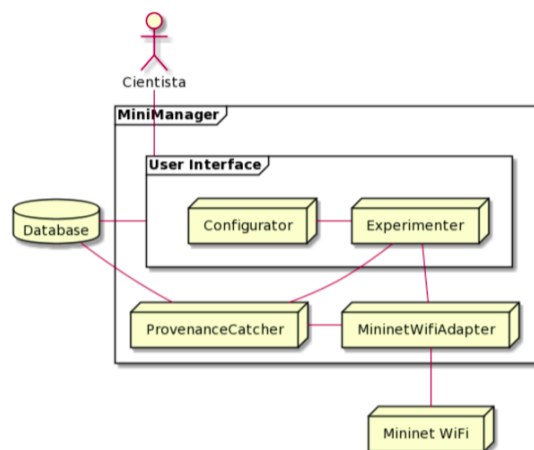 Cientista
MiniManager
User Interface
Database
Configurator
Experimenter
ProvenanceCatcher
MininetWifiAdapter
Mininet WiFi